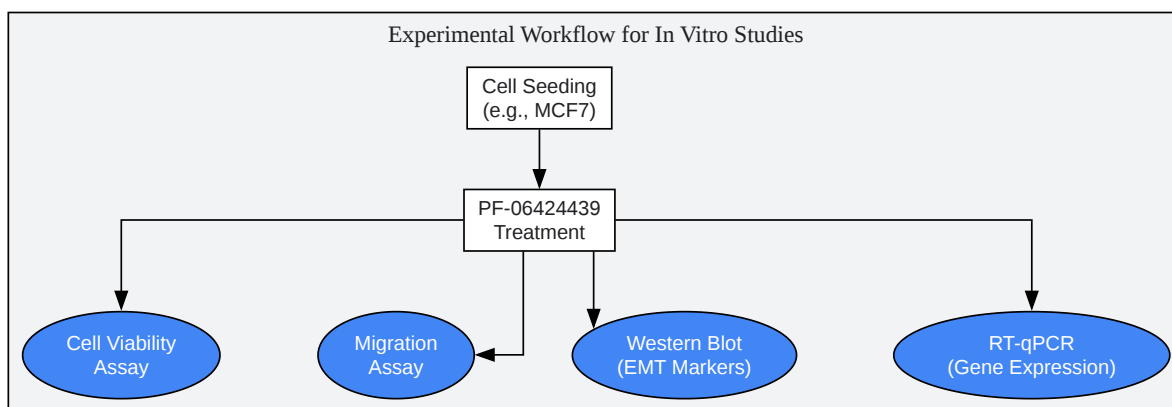 Experimental Workflow for In Vitro Studies
Cell Seeding
(e.g., MCF7)
PF-06424439
Treatment
Cell Viability
Assay
Migration
Assay
Western Blot
(EMT Markers)
RT-qPCR
(Gene Expression)